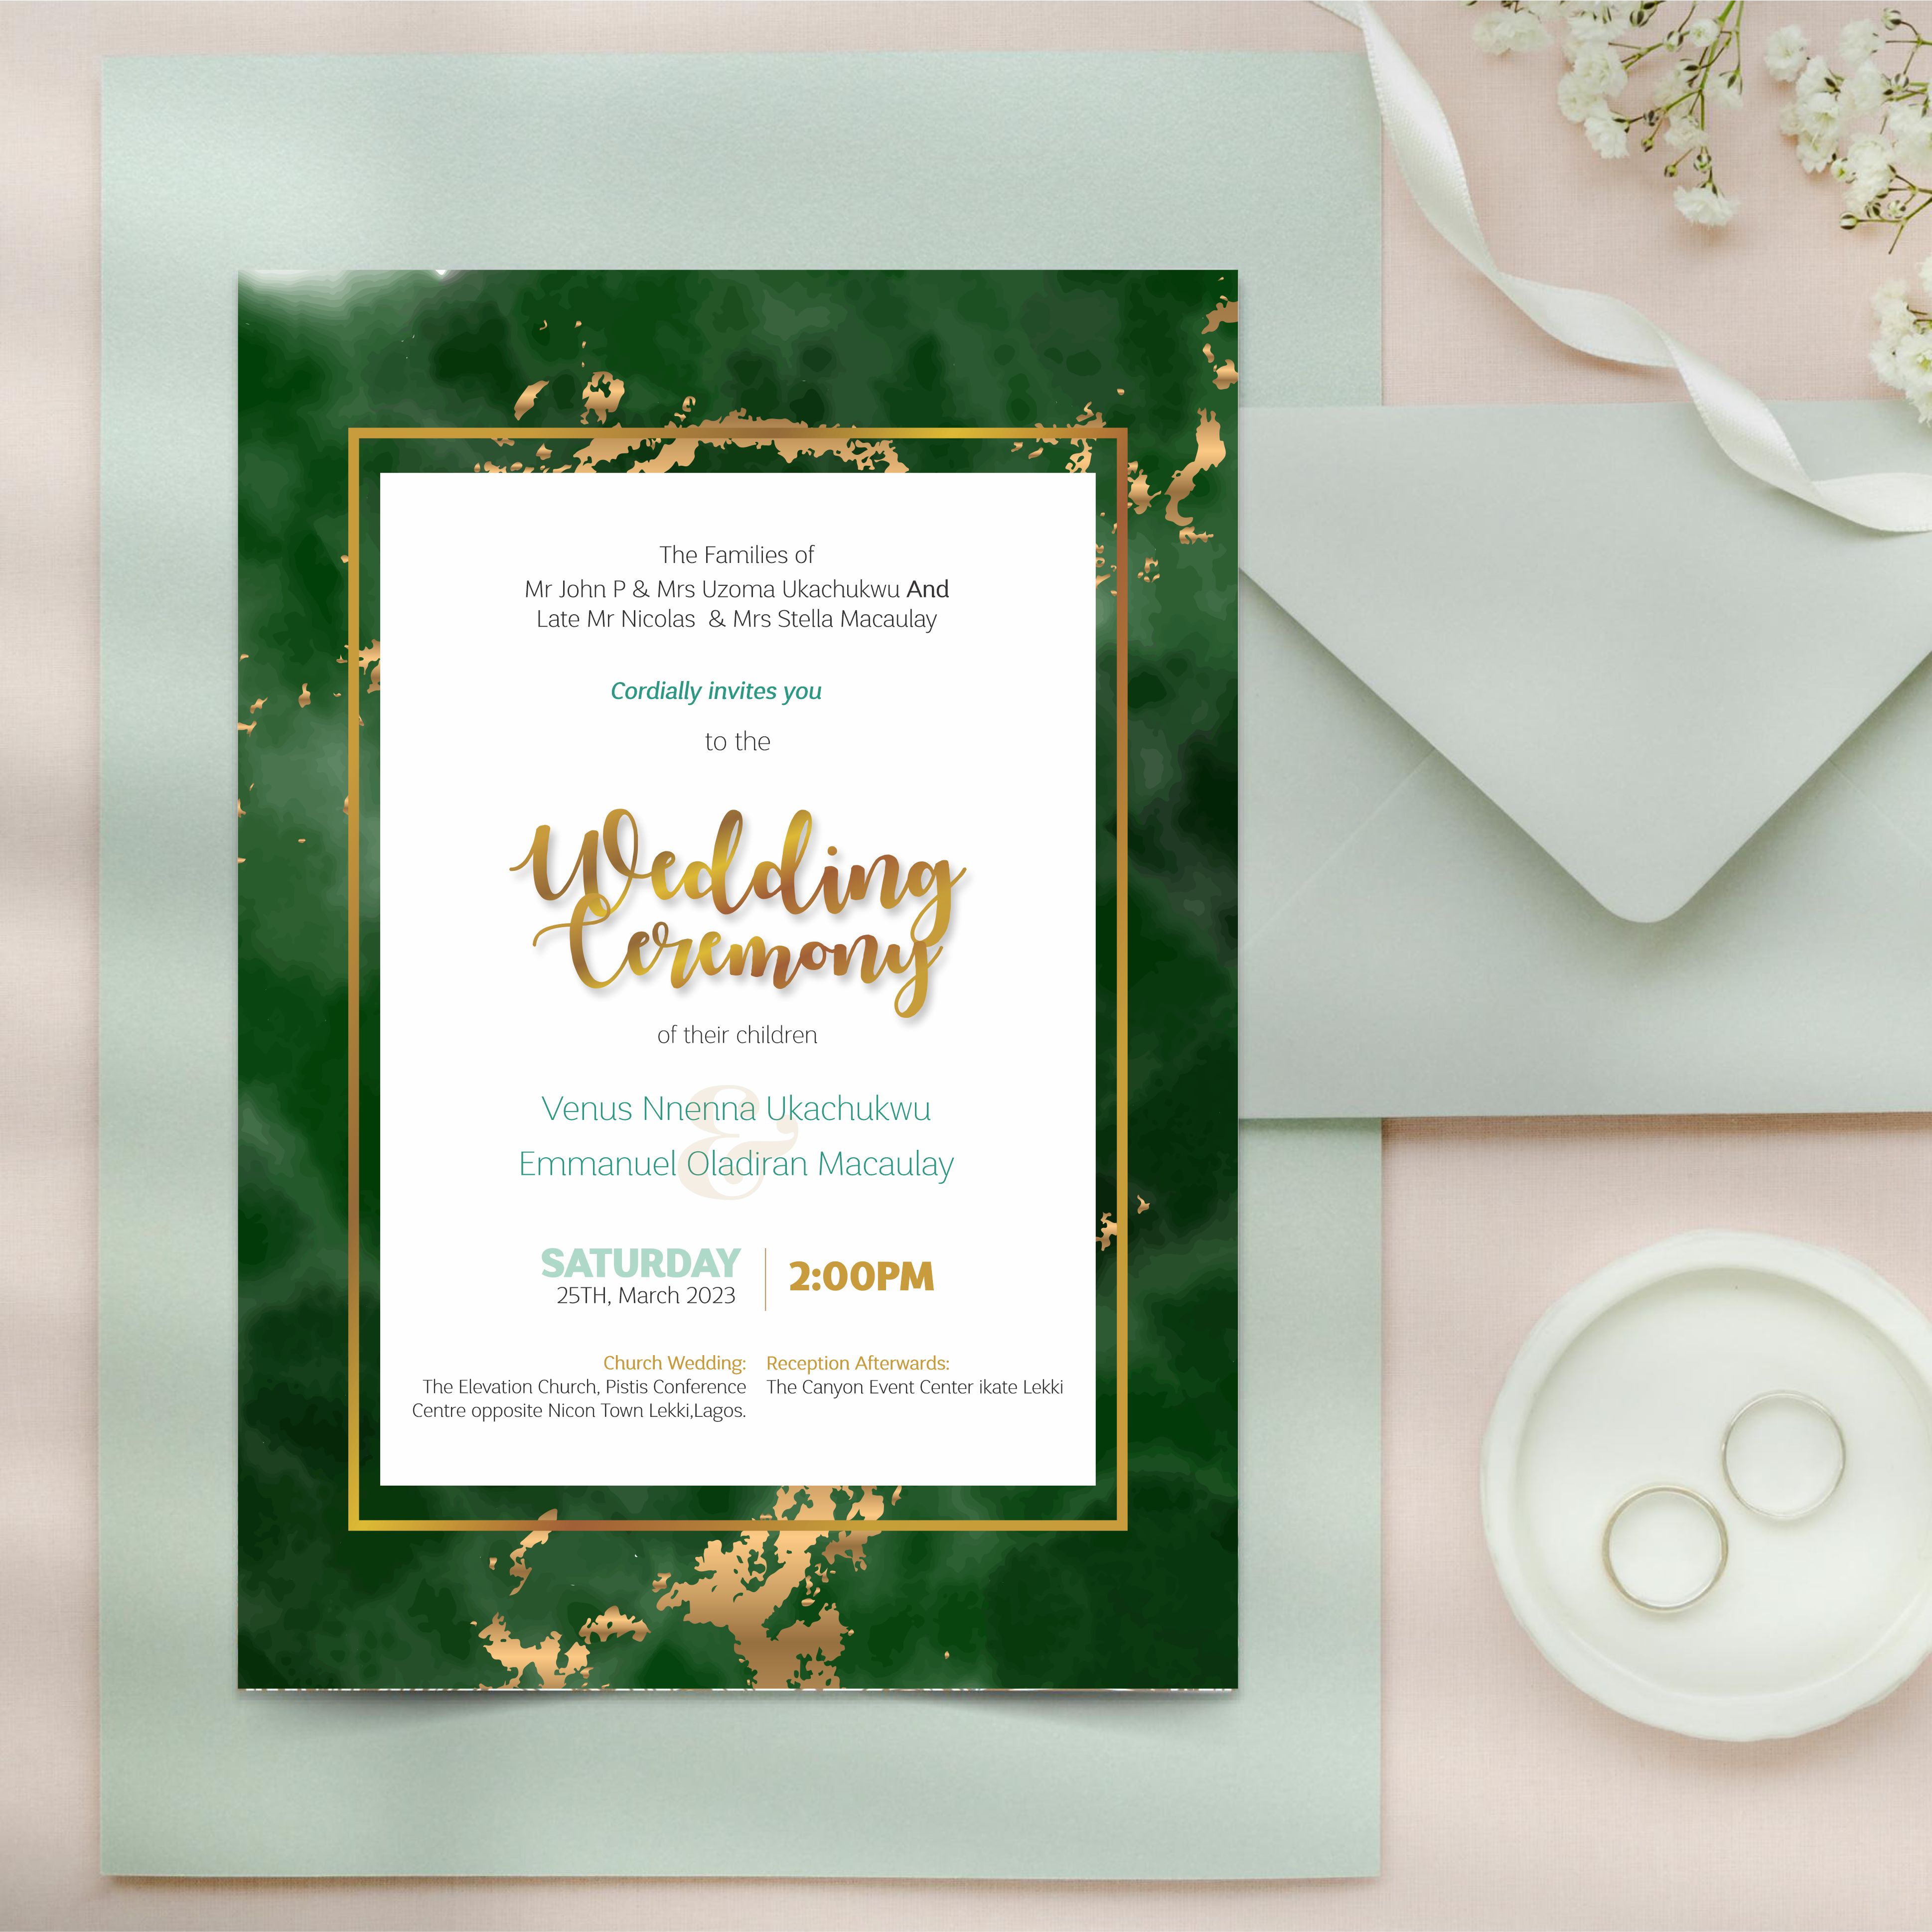 The Families of
Mr John P & Mrs Uzoma Ukachukwu And
Late Mr Nicolas  & Mrs Stella Macaulay
Cordially invites you
to the
Wedding
Ceremony
of their children
Venus Nnenna Ukachukwu
&
Emmanuel Oladiran Macaulay
SATURDAY
25TH, March 2023
2:00PM
Church Wedding:
The Elevation Church, Pistis Conference
Centre opposite Nicon Town Lekki,Lagos.
Reception Afterwards:
The Canyon Event Center ikate Lekki